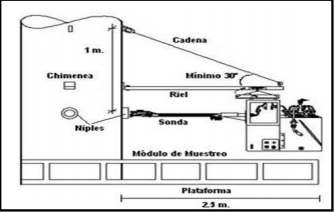 Cadena
1 m.
Chimenea
Mínimo 30°
Riel
Niples
Sonda
Módulo de Muestreo
Plataforma
2.5 m.